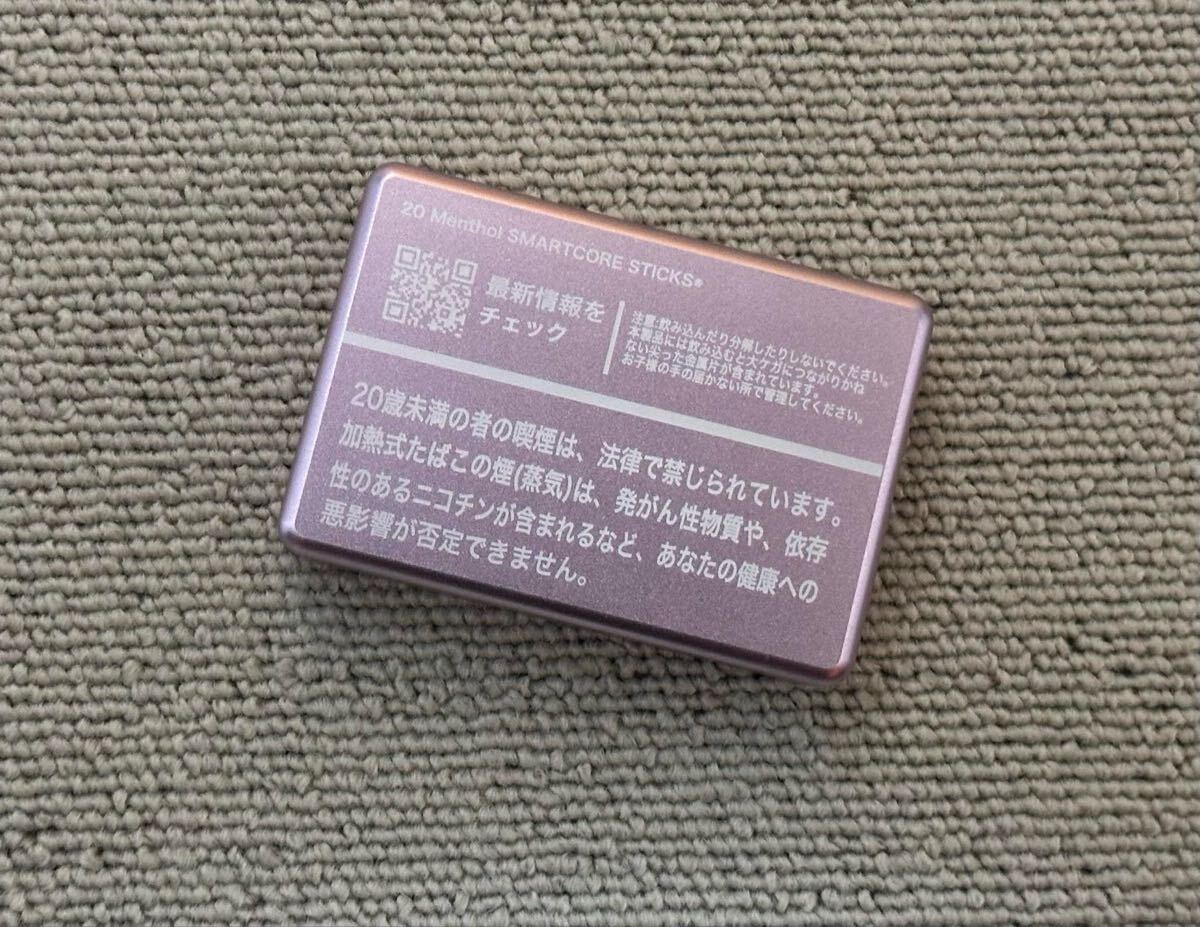 20 Menthol SMARTCORE STICKS®
最新情報を
チェック
注意:飲み込んだり分解したりしないでください。
本製品には飲み込むと大ケガにつながりかね
ない尖った金属片が含まれています。
お子様の手の届かない所で管理してください。
20歳未満の者の喫煙は、法律で禁じられています。
加熱式たばこの煙(蒸気)は、発がん性物質や、依存
性のあるニコチンが含まれるなど、あなたの健康への
悪影響が否定できません。